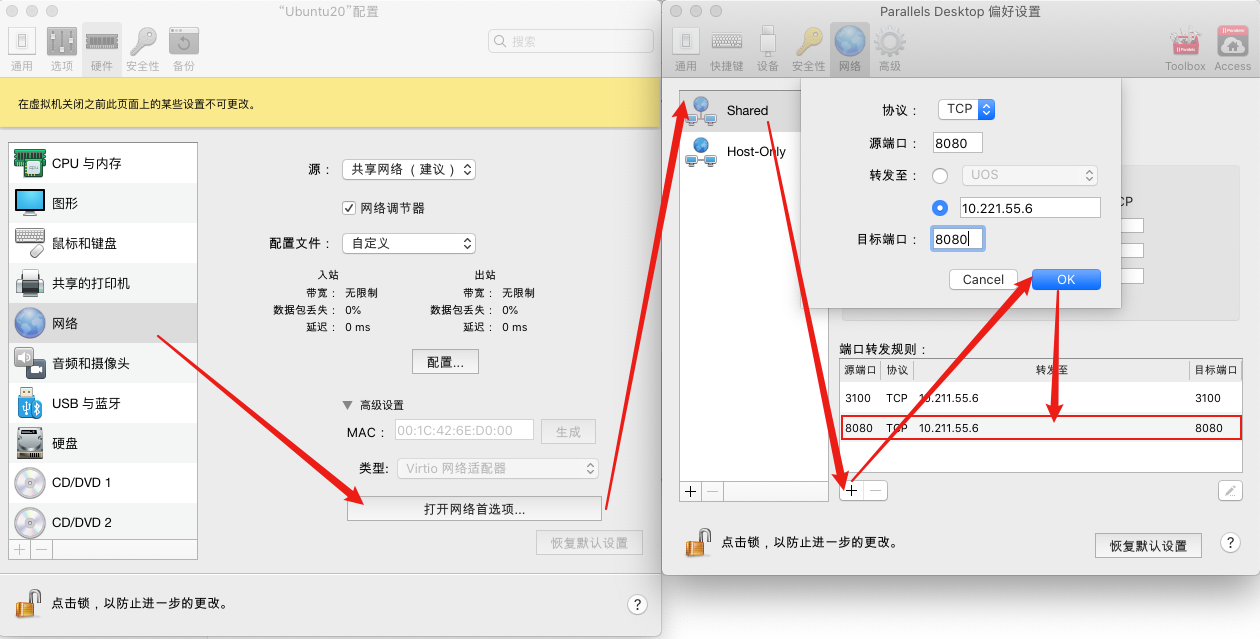 “Ubuntu20”配置
通用
选项
硬件
安全性
备份
搜索
在虚拟机关闭之前此页面上的某些设置不可更改。
CPU 与内存
图形
鼠标和键盘
共享的打印机
网络
音频和摄像头
USB 与蓝牙
硬盘
CD/DVD 1
CD/DVD 2
源： 共享网络（建议）
网络调节器
配置文件： 自定义
入站 出站
带宽： 无限制 带宽： 无限制
数据包丢失： 0% 数据包丢失： 0%
延迟： 0 ms 延迟： 0 ms
配置...
高级设置
MAC： 00:1C:42:6E:D0:00 生成
类型: Virtio 网络适配器
打开网络首选项...
恢复默认设置
点击锁，以防止进一步的更改。
?
Parallels Desktop 偏好设置
通用
快捷键
设备
安全性
网络
高级
Toolbox
Access
Shared
Host-Only
协议： TCP
源端口： 8080
转发至： UOS
10.221.55.6
目标端口： 8080
Cancel OK
CP
端口转发规则：
源端口 协议 转发至 目标端口
3100 TCP 10.211.55.6 3100
8080 TCP 10.211.55.6 8080
点击锁，以防止进一步的更改。
恢复默认设置
?